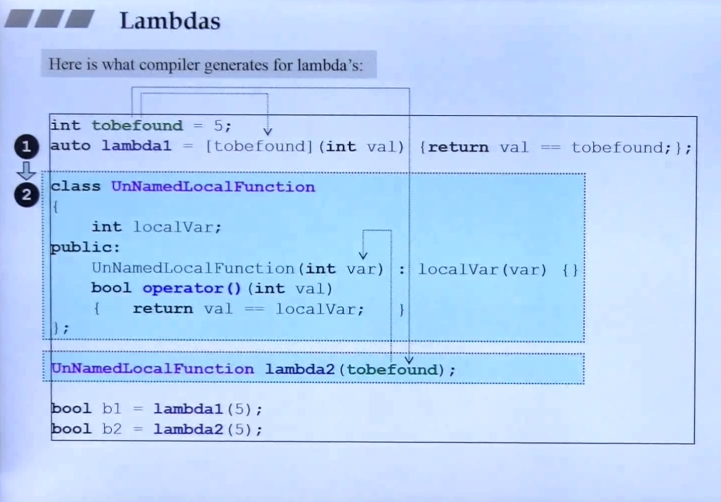 Lambdas
Here is what compiler generates for lambda's:
int tobefound = 5;
1 auto lambda1 = [tobefound](int val) {return val == tobefound;};
2 class UnNamedLocalFunction
{
int localVar;
public:
UnNamedLocalFunction(int var) : localVar(var) {}
bool operator()(int val)
{ return val == localVar; }
};
UnNamedLocalFunction lambda2(tobefound);
bool b1 = lambda1(5);
bool b2 = lambda2(5);